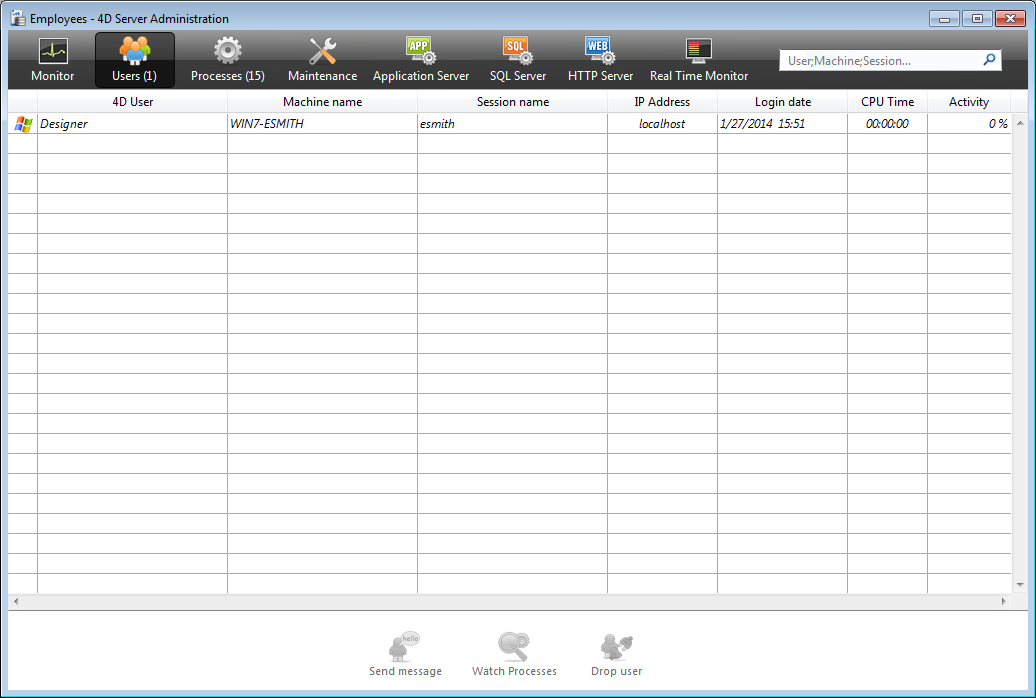 Employees - 4D Server Administration
APP SQL WEB
Monitor Users (1) Processes (15) Maintenance Application Server SQL Server HTTP Server Real Time Monitor User;Machine;Session...
4D User Machine name Session name IP Address Login date CPU Time Activity
Designer WIN7-ESMITH esmith localhost 1/27/2014 15:51 00:00:00 0 %
hello
Send message Watch Processes Drop user